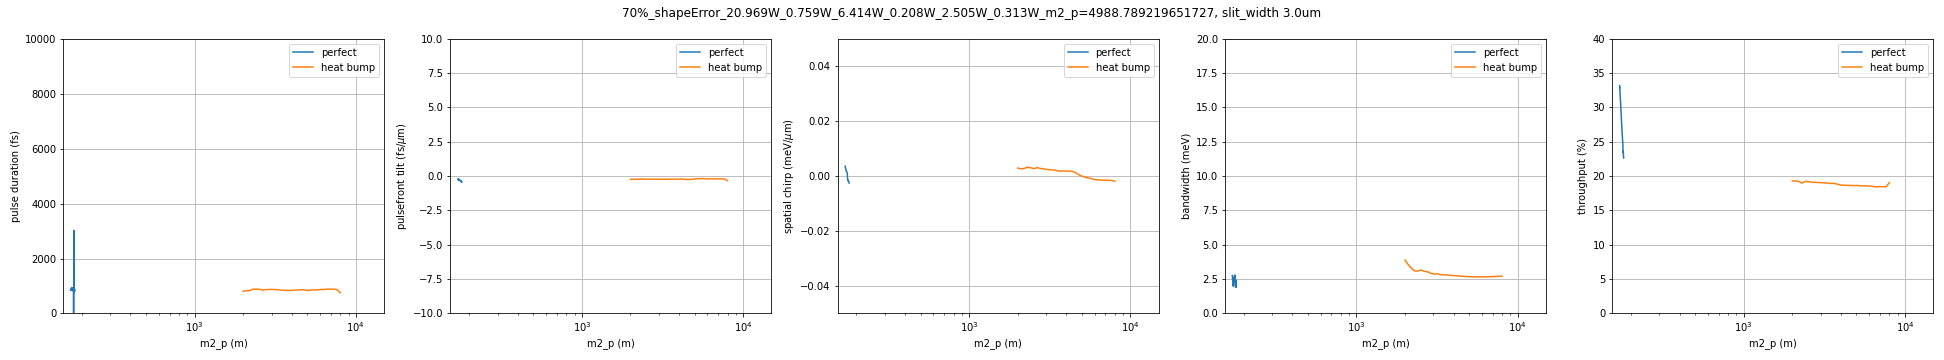 70%_shapeError_20.969W_0.759W_6.414W_0.208W_2.505W_0.313W_m2_p=4988.789219651727, slit_width 3.0um
pulse duration (fs)
10000
8000
6000
4000
2000
0
perfect
heat bump
10³
10⁴
m2_p (m)
pulsefront tilt (fs/μm)
10.0
7.5
5.0
2.5
0.0
−2.5
−5.0
−7.5
−10.0
perfect
heat bump
10³
10⁴
m2_p (m)
spatial chirp (meV/μm)
0.04
0.02
0.00
−0.02
−0.04
perfect
heat bump
10³
10⁴
m2_p (m)
bandwidth (meV)
20.0
17.5
15.0
12.5
10.0
7.5
5.0
2.5
0.0
perfect
heat bump
10³
10⁴
m2_p (m)
throughput (%)
40
35
30
25
20
15
10
5
0
perfect
heat bump
10³
10⁴
m2_p (m)